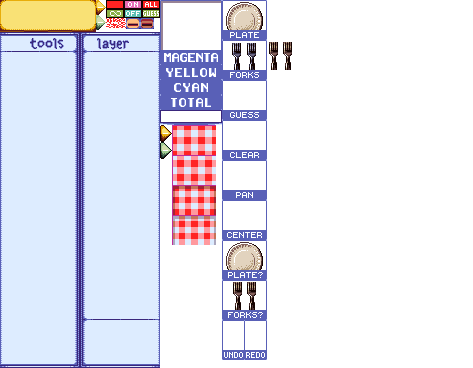 ON ALL
OFF GUESS
tools layer
MAGENTA
YELLOW
CYAN
TOTAL
PLATE
FORKS
GUESS
CLEAR
PAN
CENTER
PLATE?
FORKS?
UNDO REDO